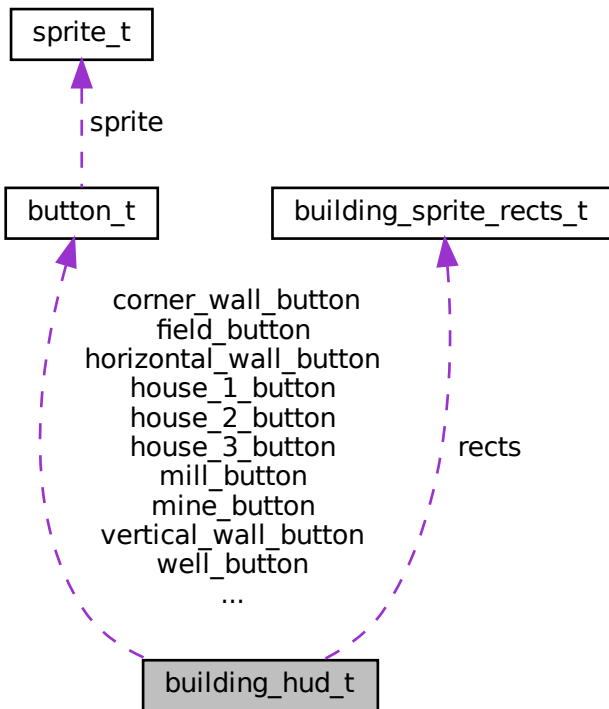 sprite_t
sprite
button_t
building_sprite_rects_t
corner_wall_button
field_button
horizontal_wall_button
house_1_button
house_2_button
house_3_button
rects
mill_button
mine_button
vertical_wall_button
well_button
...
building_hud_t